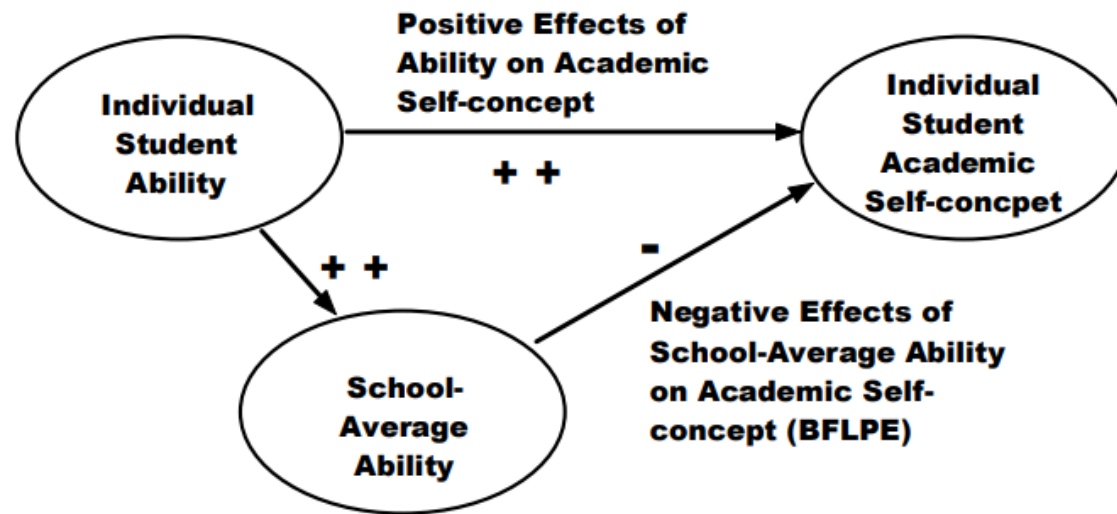 Positive Effects of
Ability on Academic
Self-concept
Individual
Student
Ability
Individual
Student
Academic
Self-concpet
+ +
+ +
-
Negative Effects of
School-Average Ability
on Academic Self-
concept (BFLPE)
School-
Average
Ability